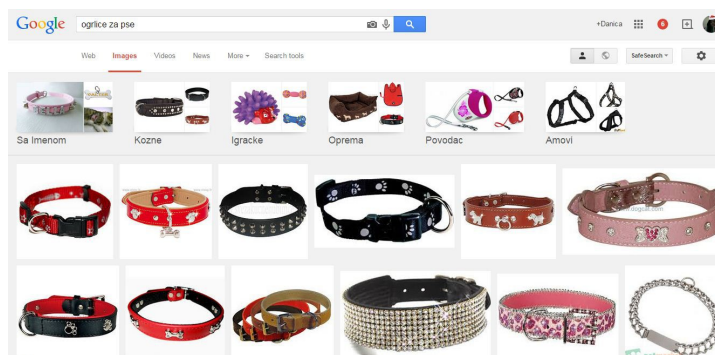 Google ogrlice za pse +Danica 6
Web Images Videos News More Search tools SafeSearch
Sa Imenom Kozne Igracke Oprema Povodac Amovi